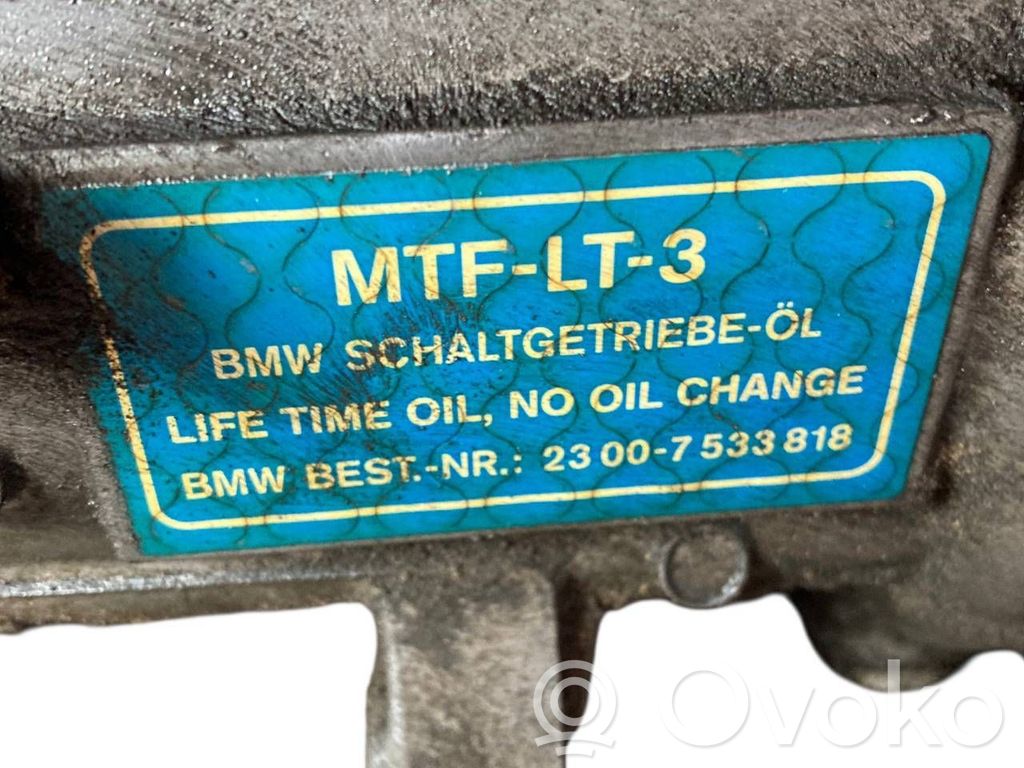 MTF-LT-3
BMW SCHALTGETRIEBE-ÖL
LIFE TIME OIL, NO OIL CHANGE
BMW BEST.-NR.: 23 00-7 533 818
© Ovoko